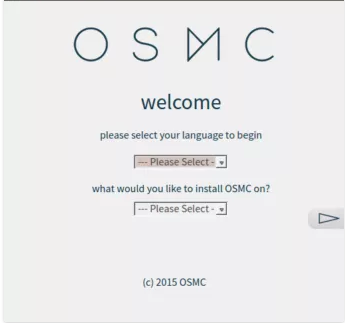 OSMC
welcome
please select your language to begin
--- Please Select -
what would you like to install OSMC on?
--- Please Select -
(c) 2015 OSMC